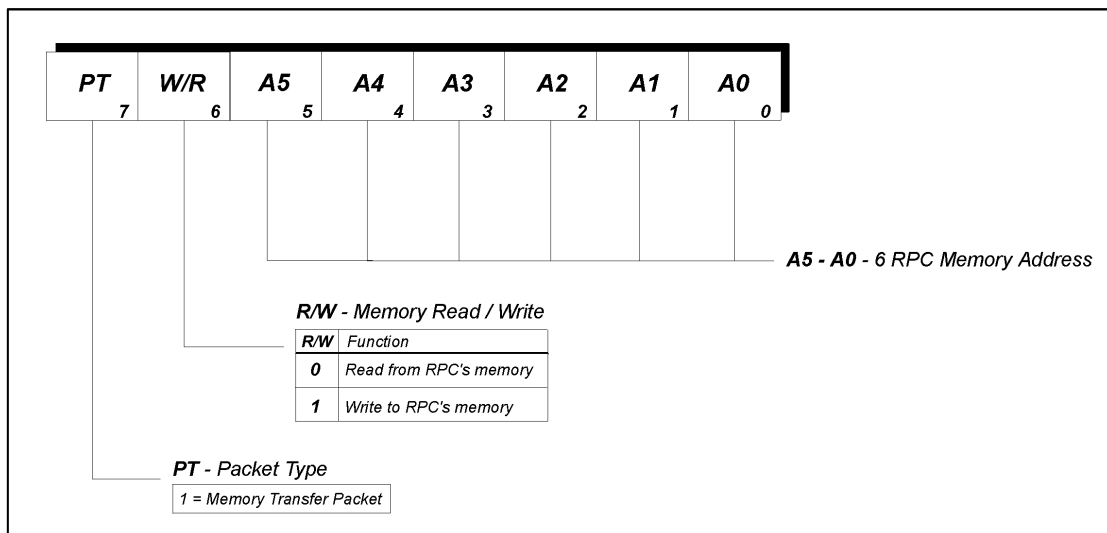 PT W/R A5 A4 A3 A2 A1 A0
7 6 5 4 3 2 1 0
A5 - A0 - 6 RPC Memory Address
R/W - Memory Read / Write
R/W Function
0 Read from RPC's memory
1 Write to RPC's memory
PT - Packet Type
1 = Memory Transfer Packet